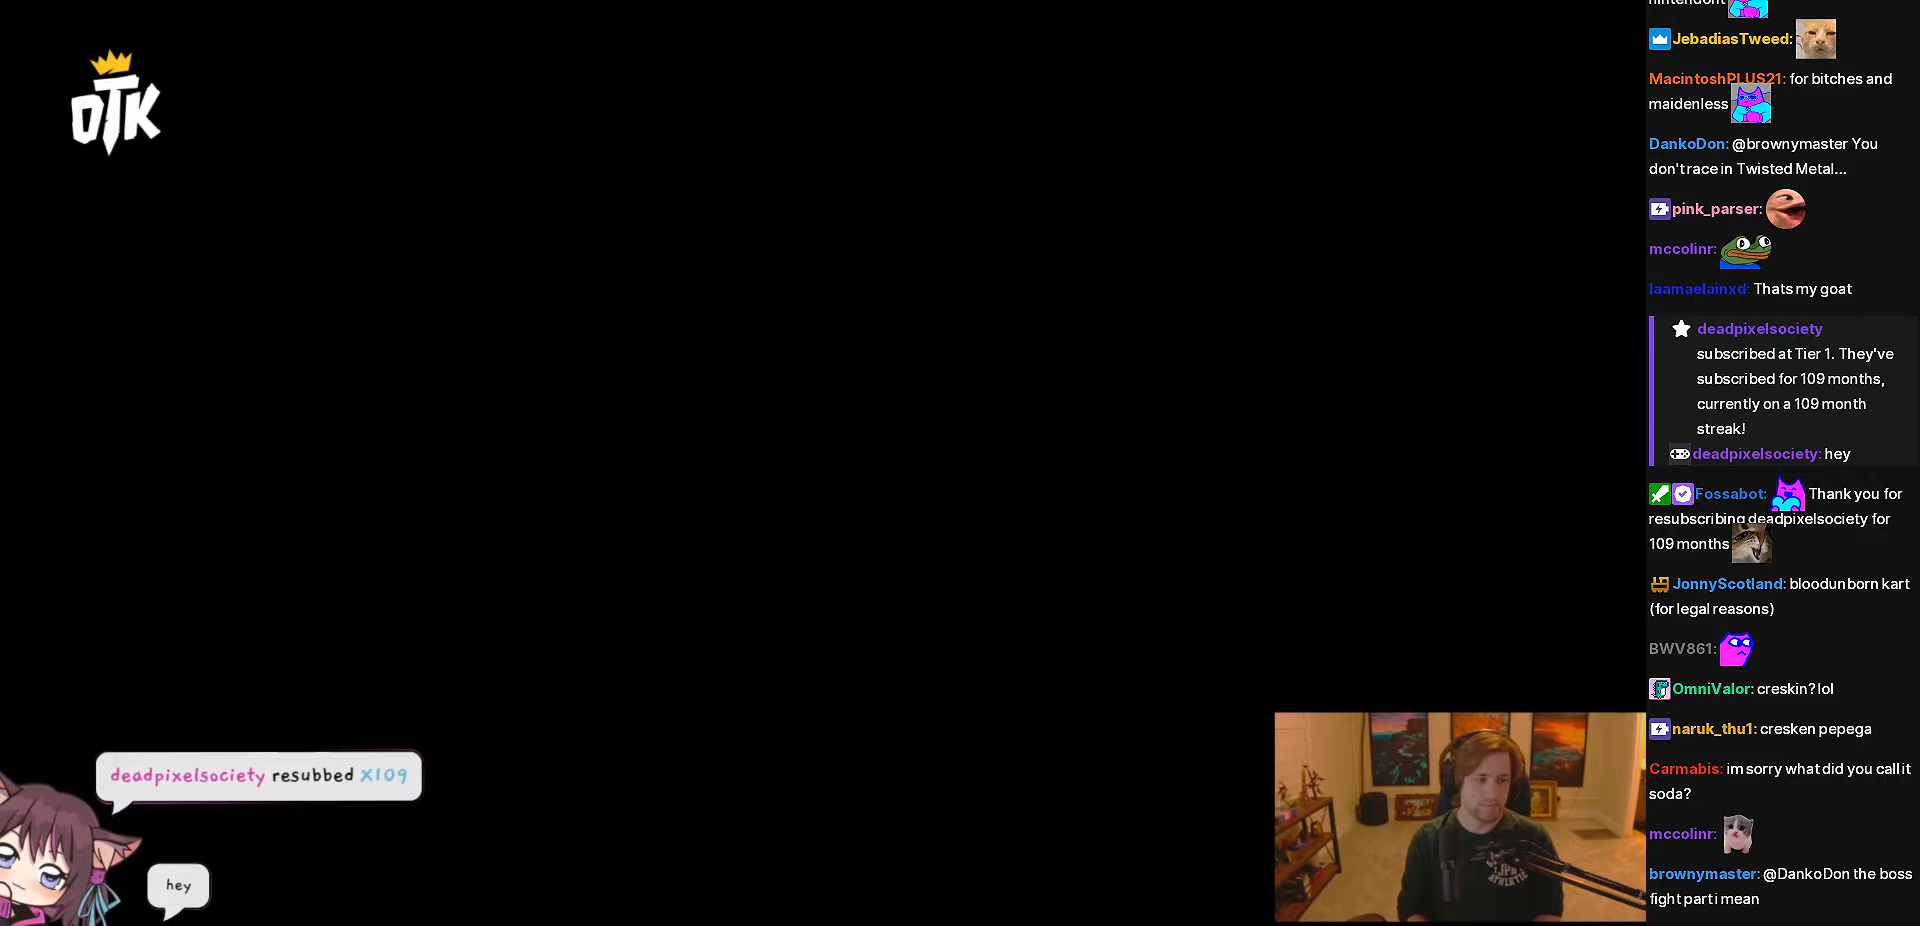 OTK
nintendont
JebadiasTweed:
MacintoshPLUS21: for bitches and
maidenless
DankoDon: @brownymaster You
don't race in Twisted Metal...
pink_parser:
mccolinr:
laamaelainxd: Thats my goat
deadpixelsociety
subscribed at Tier 1. They've
subscribed for 109 months,
currently on a 109 month
streak!
deadpixelsociety: hey
Fossabot: Thank you for
resubscribing deadpixelsociety for
109 months
JonnyScotland: bloodunborn kart
(for legal reasons)
BWV861:
OmniValor: creskin? lol
naruk_thu1: cresken pepega
Carmabis: im sorry what did you call it
soda?
mccolinr:
brownymaster: @DankoDon the boss
fight part i mean
deadpixelsociety resubbed X109
hey